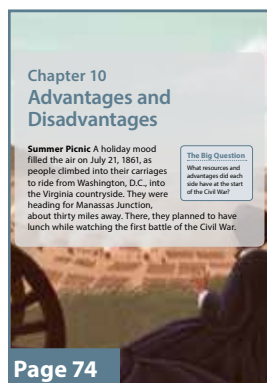 Chapter 10
Advantages and
Disadvantages
Summer Picnic A holiday mood
filled the air on July 21, 1861, as
people climbed into their carriages
to ride from Washington, D.C., into
the Virginia countryside. They were
heading for Manassas Junction,
about thirty miles away. There, they planned to have
lunch while watching the first battle of the Civil War.
The Big Question
What resources and
advantages did each
side have at the start
of the Civil War?
Page 74